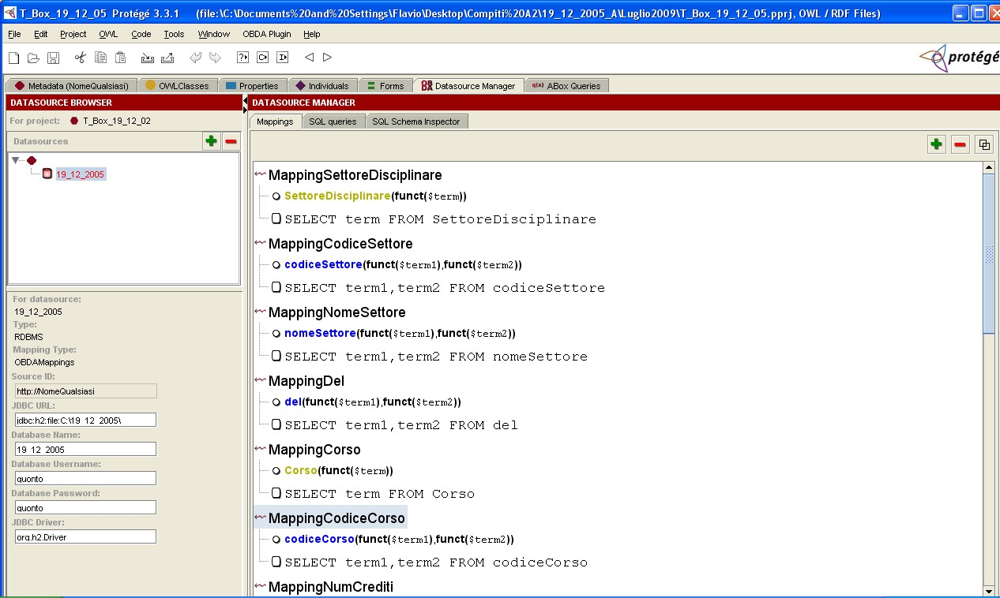 T_Box_19_12_05 Protégé 3.3.1 (file:\C:\Documents%20and%20Settings\Flavio\Desktop\Compiti%20A2\19_12_2005_A\Luglio2009\T_Box_19_12_05.pprj, OWL / RDF Files)
File Edit Project OWL Code Tools Window OBDA Plugin Help
protégé
Metadata (NomeQualsiasi) OWLClasses Properties Individuals Forms Datasource Manager q(x) ABox Queries
DATASOURCE BROWSER
For project: T_Box_19_12_02
Datasources
19_12_2005
For datasource:
19_12_2005
Type:
RDBMS
Mapping Type:
OBDAMappings
Source ID:
http://NomeQualsiasi
JDBC URL:
jdbc:h2:file:C:\19_12_2005\
Database Name:
19_12_2005
Database Username:
quonto
Database Password:
quonto
JDBC Driver:
org.h2.Driver
DATASOURCE MANAGER
Mappings SQL queries SQL Schema Inspector
MappingSettoreDisciplinare
SettoreDisciplinare(funct($term))
SELECT term FROM SettoreDisciplinare
MappingCodiceSettore
codiceSettore(funct($term1),funct($term2))
SELECT term1,term2 FROM codiceSettore
MappingNomeSettore
nomeSettore(funct($term1),funct($term2))
SELECT term1,term2 FROM nomeSettore
MappingDel
del(funct($term1),funct($term2))
SELECT term1,term2 FROM del
MappingCorso
Corso(funct($term))
SELECT term FROM Corso
MappingCodiceCorso
codiceCorso(funct($term1),funct($term2))
SELECT term1,term2 FROM codiceCorso
MappingNumCrediti